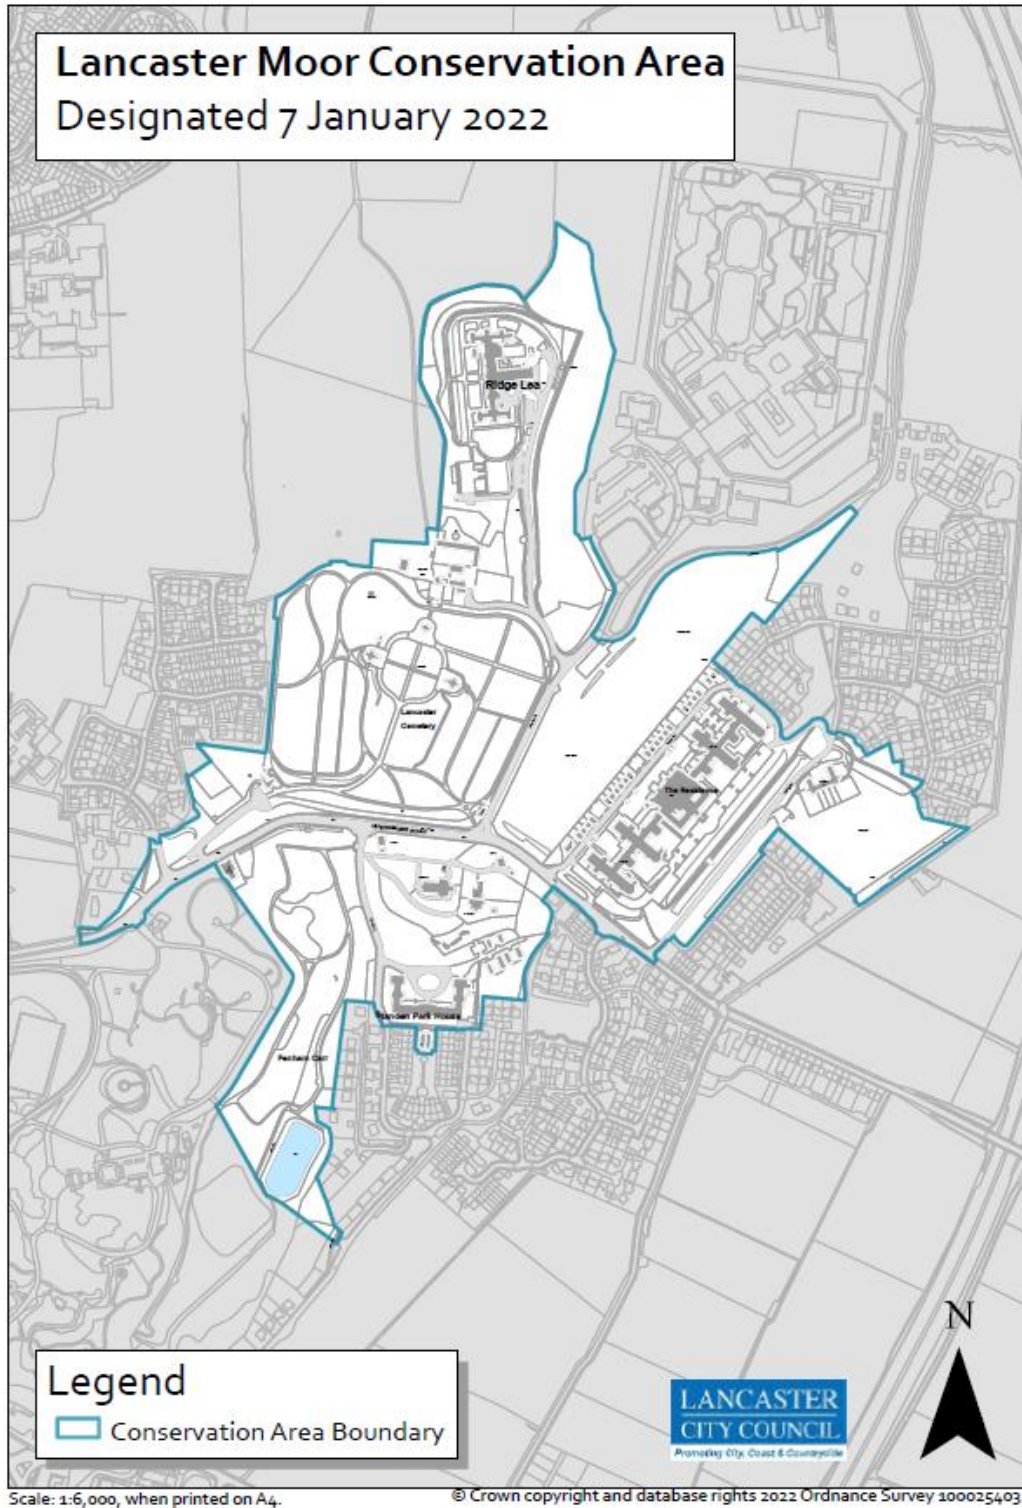 Lancaster Moor Conservation Area
Designated 7 January 2022
Ridge Lea
Lancaster
Cemetery
The Residence
Park House
Legend
Conservation Area Boundary
LANCASTER
CITY COUNCIL
Promoting City, Coast & Countryside
N
Scale: 1:6,000, when printed on A4.
© Crown copyright and database rights 2022 Ordnance Survey 100025403